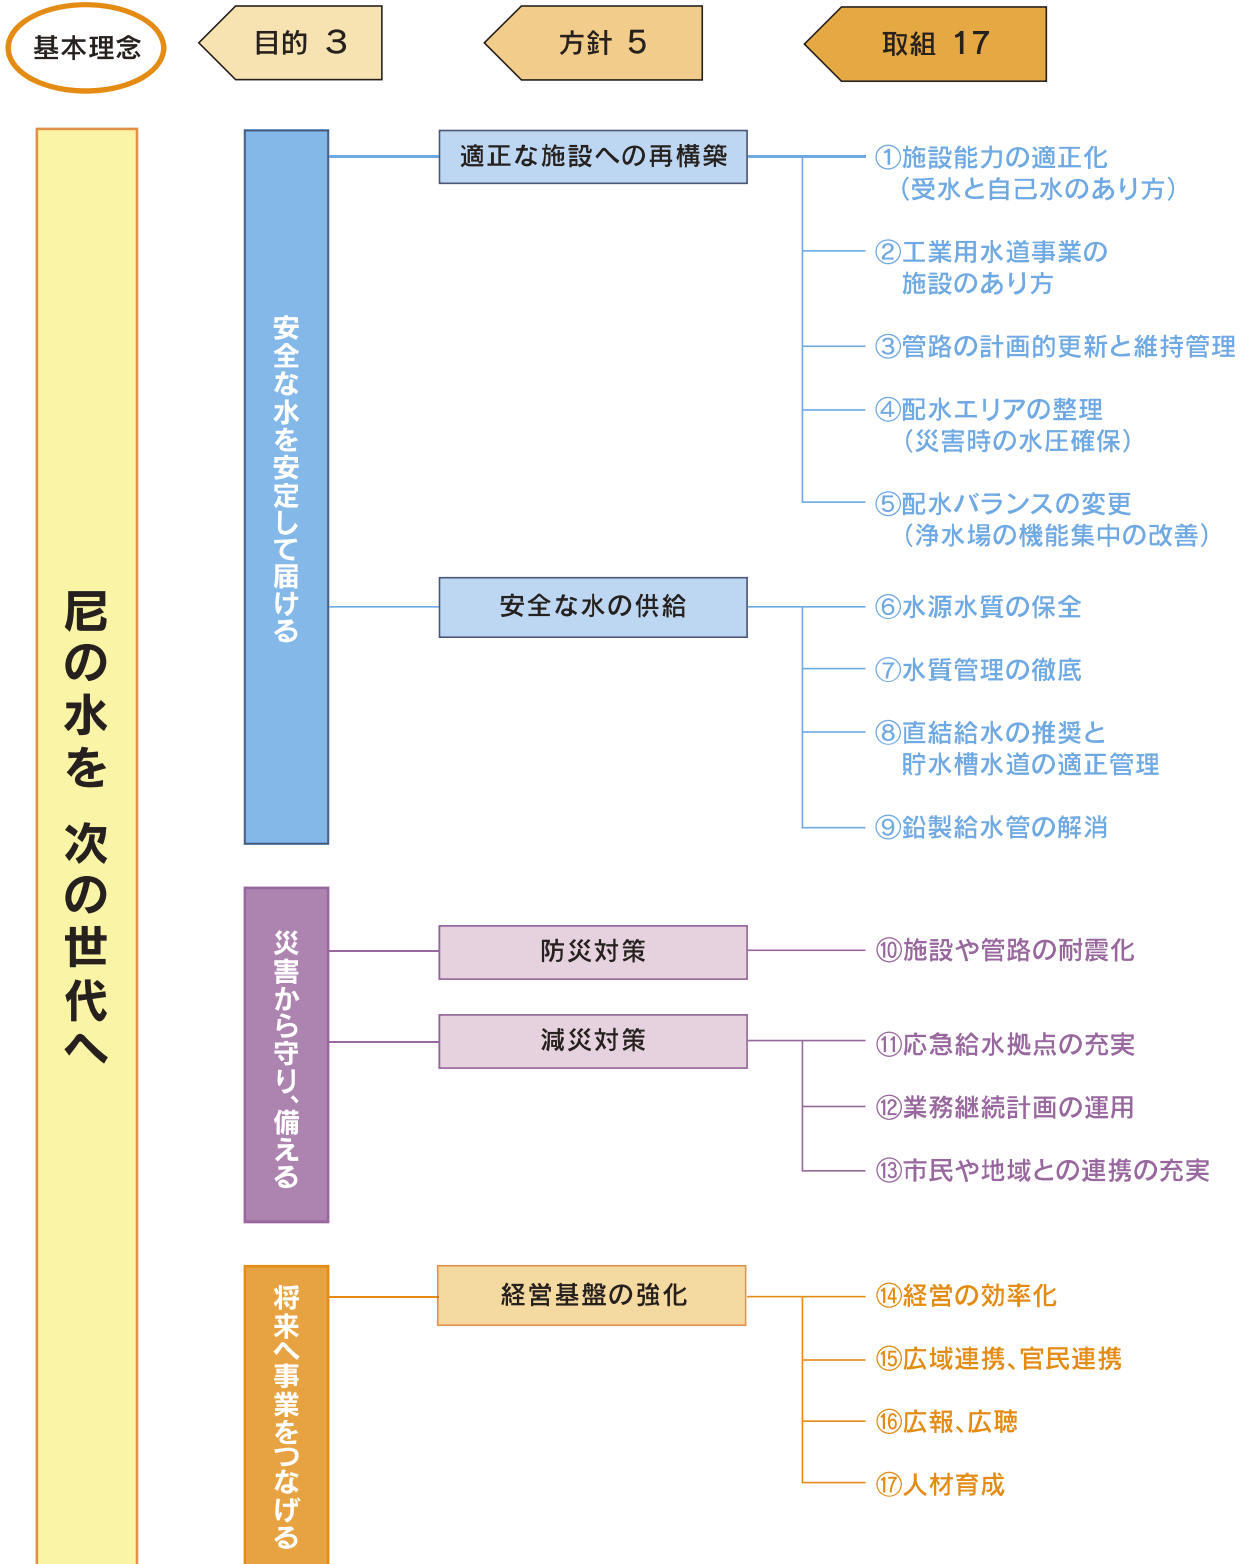 基本理念
目的 3
方針 5
取組 17
尼の水を 次の世代へ
安全な水を安定して届ける
適正な施設への再構築
①施設能力の適正化
（受水と自己水のあり方）
②工業用水道事業の
施設のあり方
③管路の計画的更新と維持管理
④配水エリアの整理
（災害時の水圧確保）
⑤配水バランスの変更
（浄水場の機能集中の改善）
安全な水の供給
⑥水源水質の保全
⑦水質管理の徹底
⑧直結給水の推奨と
貯水槽水道の適正管理
⑨鉛製給水管の解消
災害から守り、備える
防災対策
⑩施設や管路の耐震化
減災対策
⑪応急給水拠点の充実
⑫業務継続計画の運用
⑬市民や地域との連携の充実
将来へ事業をつなげる
経営基盤の強化
⑭経営の効率化
⑮広域連携、官民連携
⑯広報、広聴
⑰人材育成